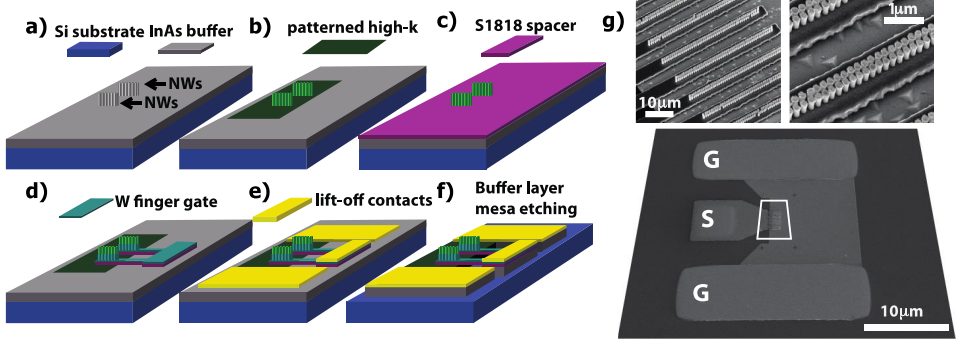 a)
Si substrate InAs buffer
NWs
NWs
b)
patterned high-k
c)
S1818 spacer
d)
W finger gate
e)
lift-off contacts
f)
Buffer layer
mesa etching
g)
10μm
1μm
G
S
G
10μm